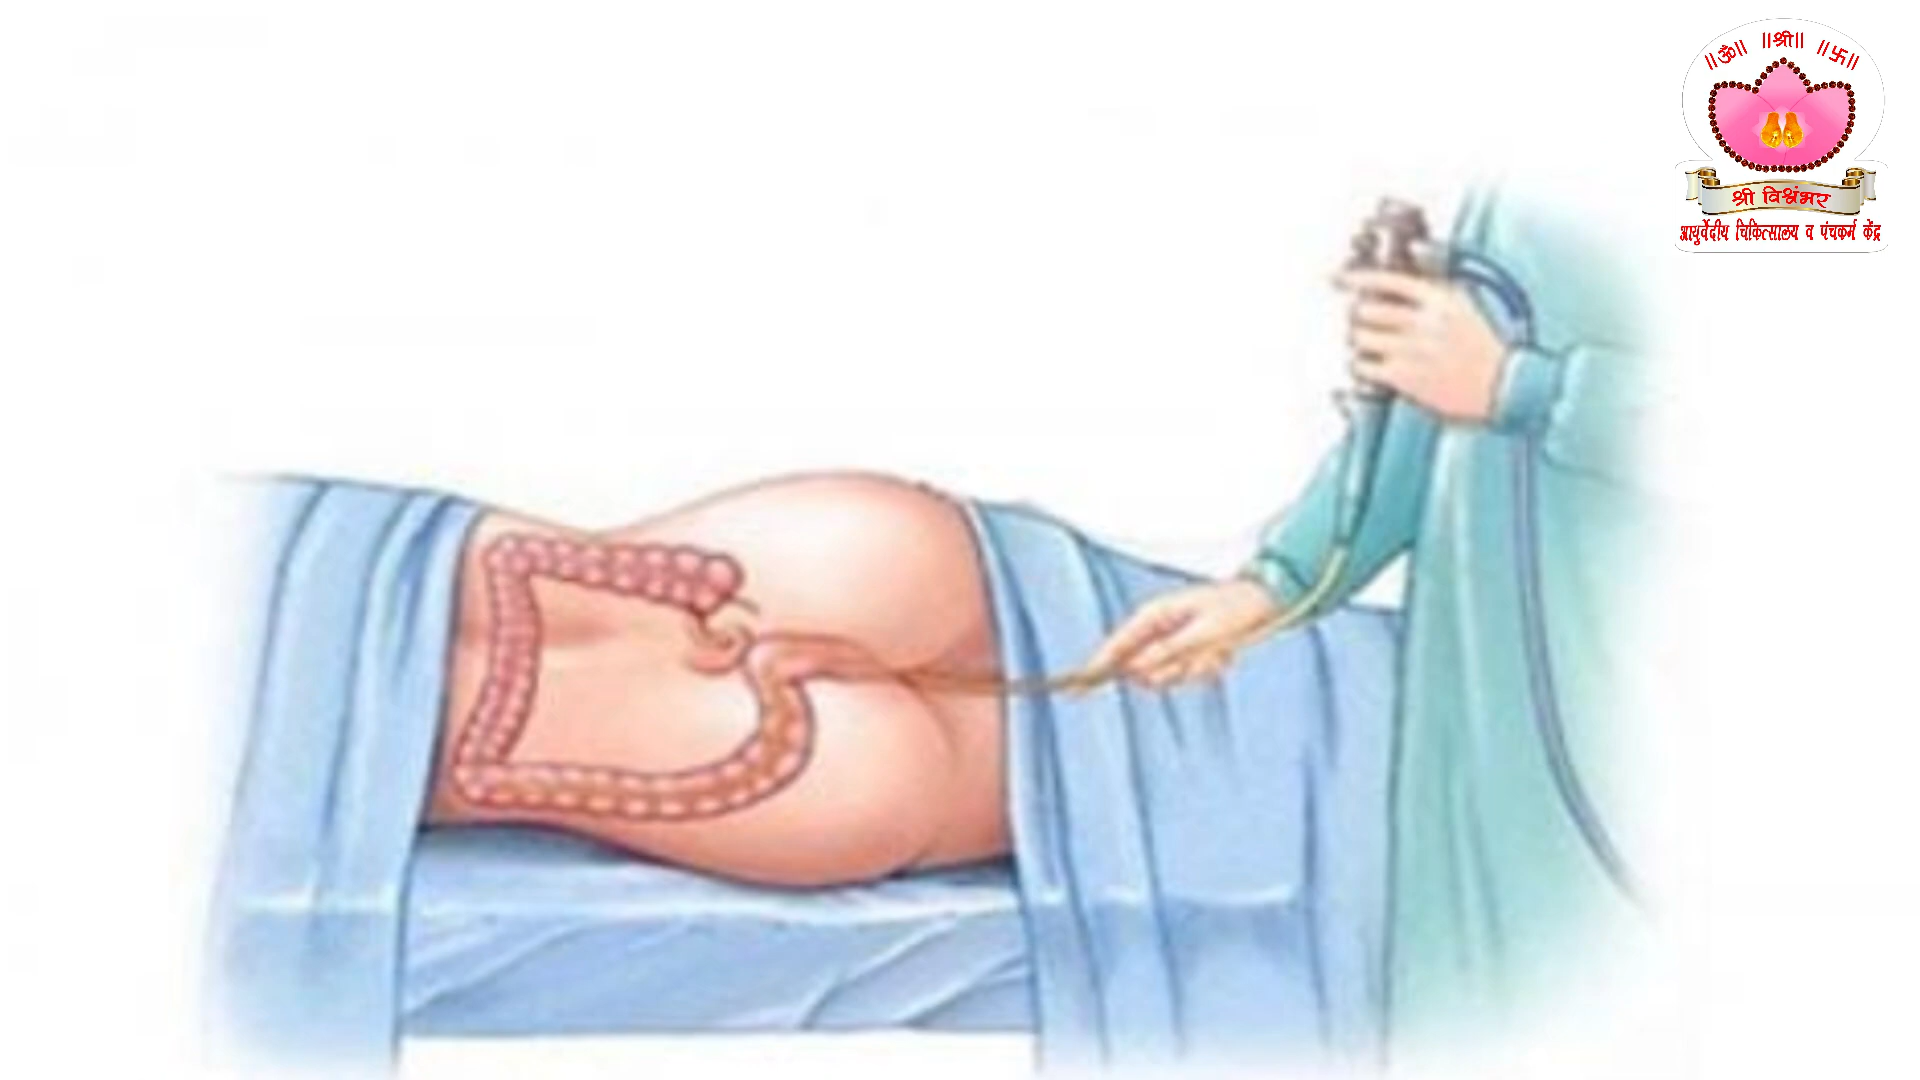 ॥ॐ॥ ॥श्री॥ ॥卐॥
श्री विश्वंभर
आयुर्वेदीय चिकित्सालय व पंचकर्म केंद्र